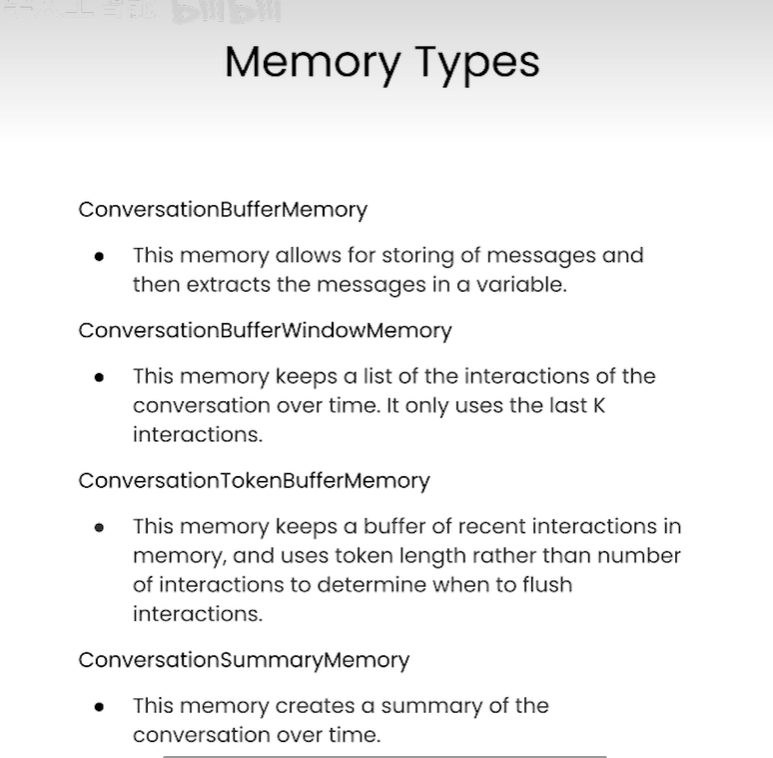 Memory Types
ConversationBufferMemory
● This memory allows for storing of messages and
then extracts the messages in a variable.
ConversationBufferWindowMemory
● This memory keeps a list of the interactions of the
conversation over time. It only uses the last K
interactions.
ConversationTokenBufferMemory
● This memory keeps a buffer of recent interactions in
memory, and uses token length rather than number
of interactions to determine when to flush
interactions.
ConversationSummaryMemory
● This memory creates a summary of the
conversation over time.